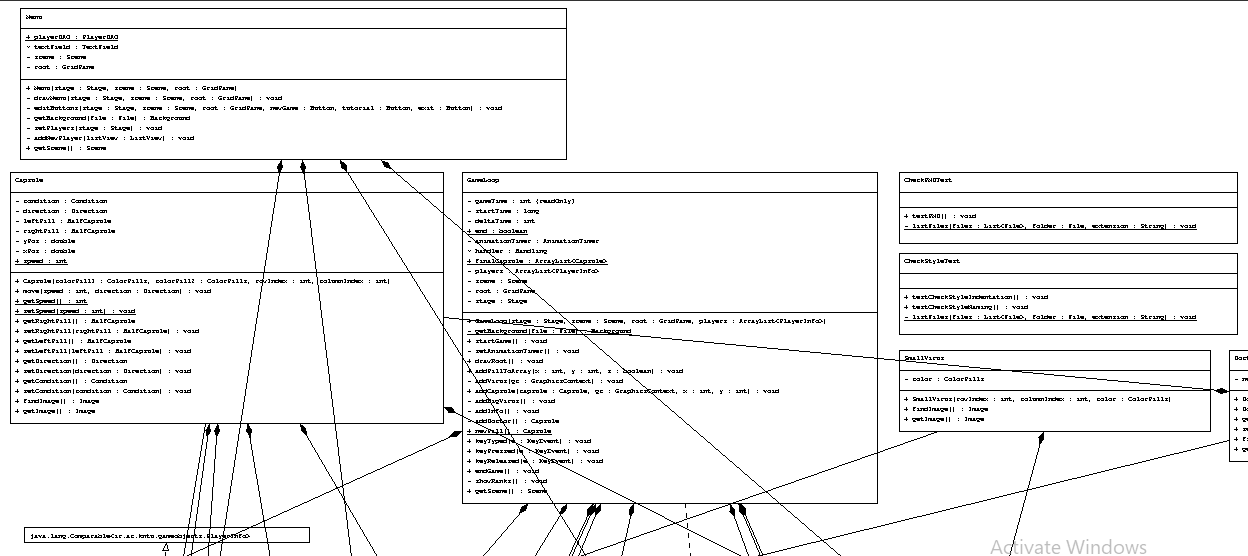 Menu
+ playerDAO : PlayerDAO
~ textField : TextField
- scene : Scene
- root : GridPane
+ Menu(stage : Stage, scene : Scene, root : GridPane)
- drawMenu(stage : Stage, scene : Scene, root : GridPane) : void
- editButtons(stage : Stage, scene : Scene, root : GridPane, newGame : Button, tutorial : Button, exit : Button) : void
- getBackground(file : File) : Background
- setPlayers(stage : Stage) : void
- addNewPlayer(listView : ListView) : void
+ getScene() : Scene
Capsule
- condition : Condition
- direction : Direction
- leftPill : HalfCapsule
- rightPill : HalfCapsule
- yPos : double
- xPos : double
+ speed : int
+ Capsule(colorPill1 : ColorPills, colorPill2 : ColorPills, rowIndex : int, columnIndex : int)
+ move(speed : int, direction : Direction) : void
+ getSpeed() : int
+ setSpeed(speed : int) : void
+ getRightPill() : HalfCapsule
+ setRightPill(rightPill : HalfCapsule) : void
+ getLeftPill() : HalfCapsule
+ setLeftPill(leftPill : HalfCapsule) : void
+ getDirection() : Direction
+ setDirection(direction : Direction) : void
+ getCondition() : Condition
+ setCondition(condition : Condition) : void
+ findImage() : Image
+ getImage() : Image
GameLoop
- gameTime : int {readOnly}
- startTime : long
- deltaTime : int
+ end : boolean
- animationTimer : AnimationTimer
~ handler : Handling
+ finalCapsule : ArrayList<Capsule>
- players : ArrayList<PlayerInfo>
- scene : Scene
- root : GridPane
- stage : Stage
+ GameLoop(stage : Stage, scene : Scene, root : GridPane, players : ArrayList<PlayerInfo>)
- getBackground(file : File) : Background
+ startGame() : void
- setAnimationTimer() : void
+ drawRoot() : void
+ addPillToArray(x : int, y : int, z : boolean) : void
- addVirus(gc : GraphicsContext) : void
+ addCapsule(capsule : Capsule, gc : GraphicsContext, x : int, y : int) : void
- addBigVirus() : void
- addInfo() : void
- addDoctor() : Capsule
+ newPill() : Capsule
+ keyTyped(e : KeyEvent) : void
+ keyPressed(e : KeyEvent) : void
+ keyReleased(e : KeyEvent) : void
+ endGame() : void
- showRanks() : void
+ getScene() : Scene
CheckPMDTest
+ testPMD() : void
- listFiles(files : List<File>, folder : File, extension : String) : void
CheckStyleTest
+ testCheckStyleIndentation() : void
+ testCheckStyleNaming() : void
- listFiles(files : List<File>, folder : File, extension : String) : void
SmallVirus
- color : ColorPills
+ SmallVirus(rowIndex : int, columnIndex : int, color : ColorPills)
+ findImage() : Image
+ getImage() : Image
java.lang.Comparable<ir.ac.kntu.gameobjects.PlayerInfo>
Activate Windows